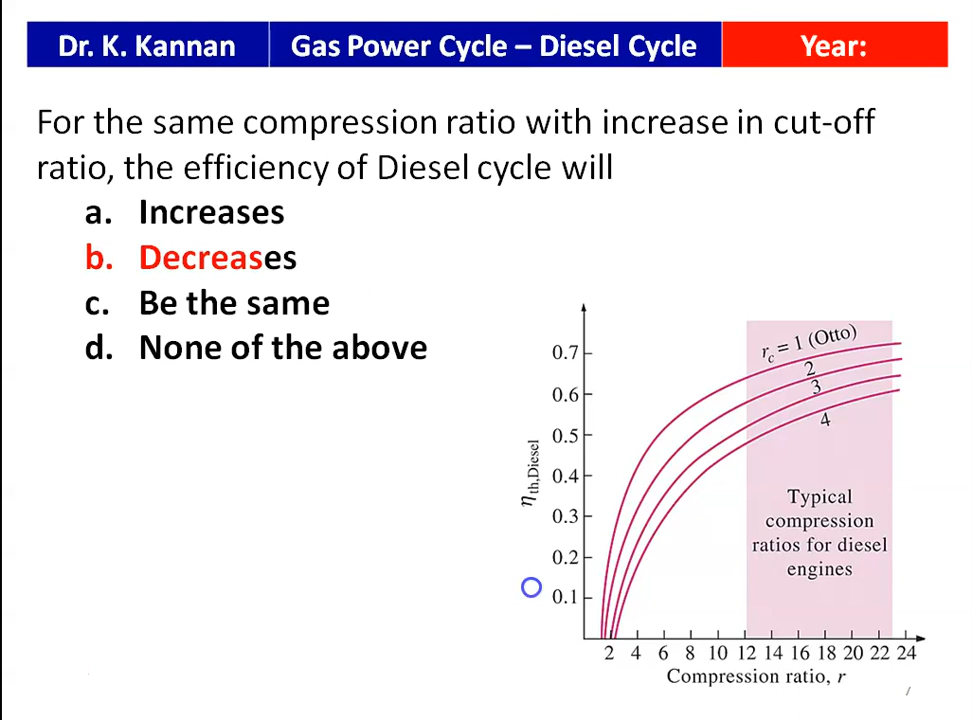 Dr. K. Kannan
Gas Power Cycle – Diesel Cycle
Year:
For the same compression ratio with increase in cut-off
ratio, the efficiency of Diesel cycle will
a. Increases
b. Decreases
c. Be the same
d. None of the above
r_c = 1 (Otto)
2
3
4
0.7
0.6
0.5
0.4
0.3
0.2
0.1
η_th,Diesel
Typical
compression
ratios for diesel
engines
2 4 6 8 10 12 14 16 18 20 22 24
Compression ratio, r
7